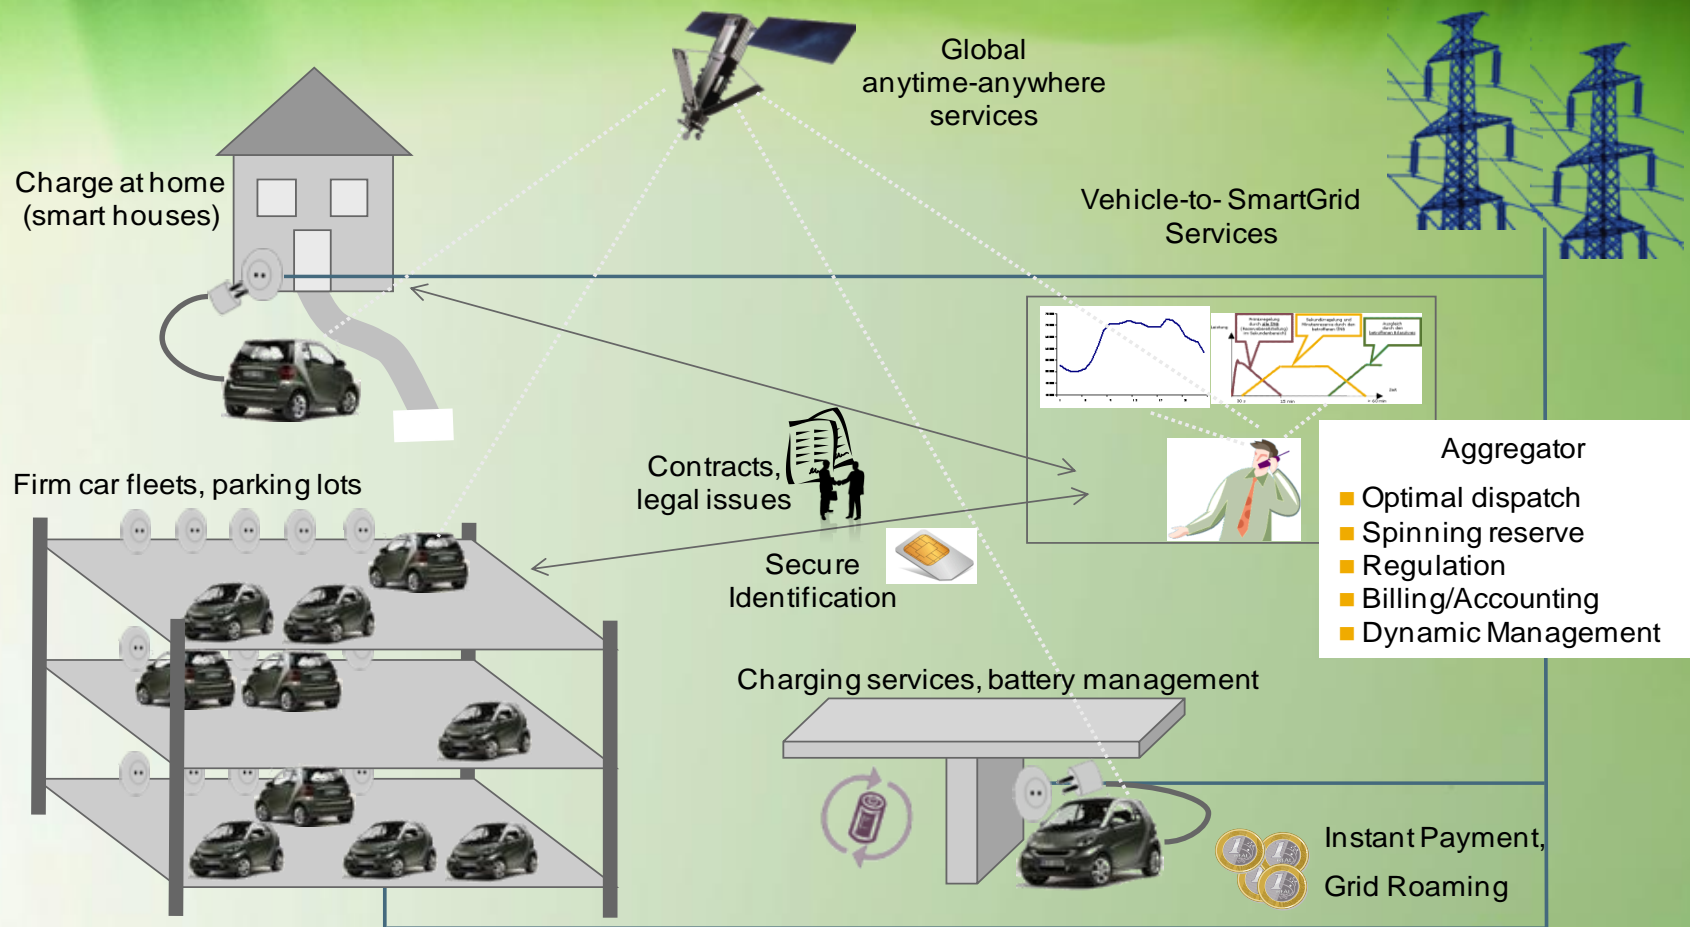 Global
anytime-anywhere
services
Charge at home
(smart houses)
Vehicle-to- SmartGrid
Services
Contracts,
legal issues
Secure
Identification
Aggregator
Optimal dispatch
Spinning reserve
Regulation
Billing/Accounting
Dynamic Management
Firm car fleets, parking lots
Charging services, battery management
Instant Payment,
Grid Roaming